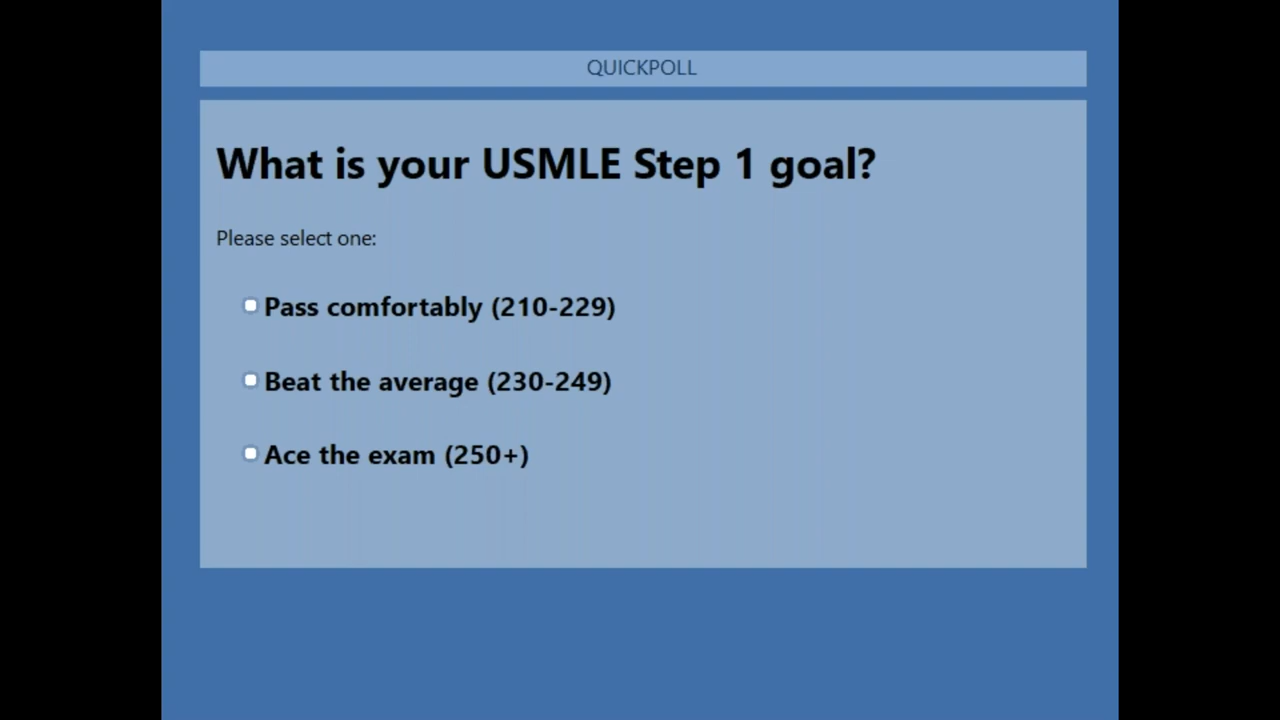 QUICKPOLL
What is your USMLE Step 1 goal?
Please select one:
Pass comfortably (210-229)
Beat the average (230-249)
Ace the exam (250+)